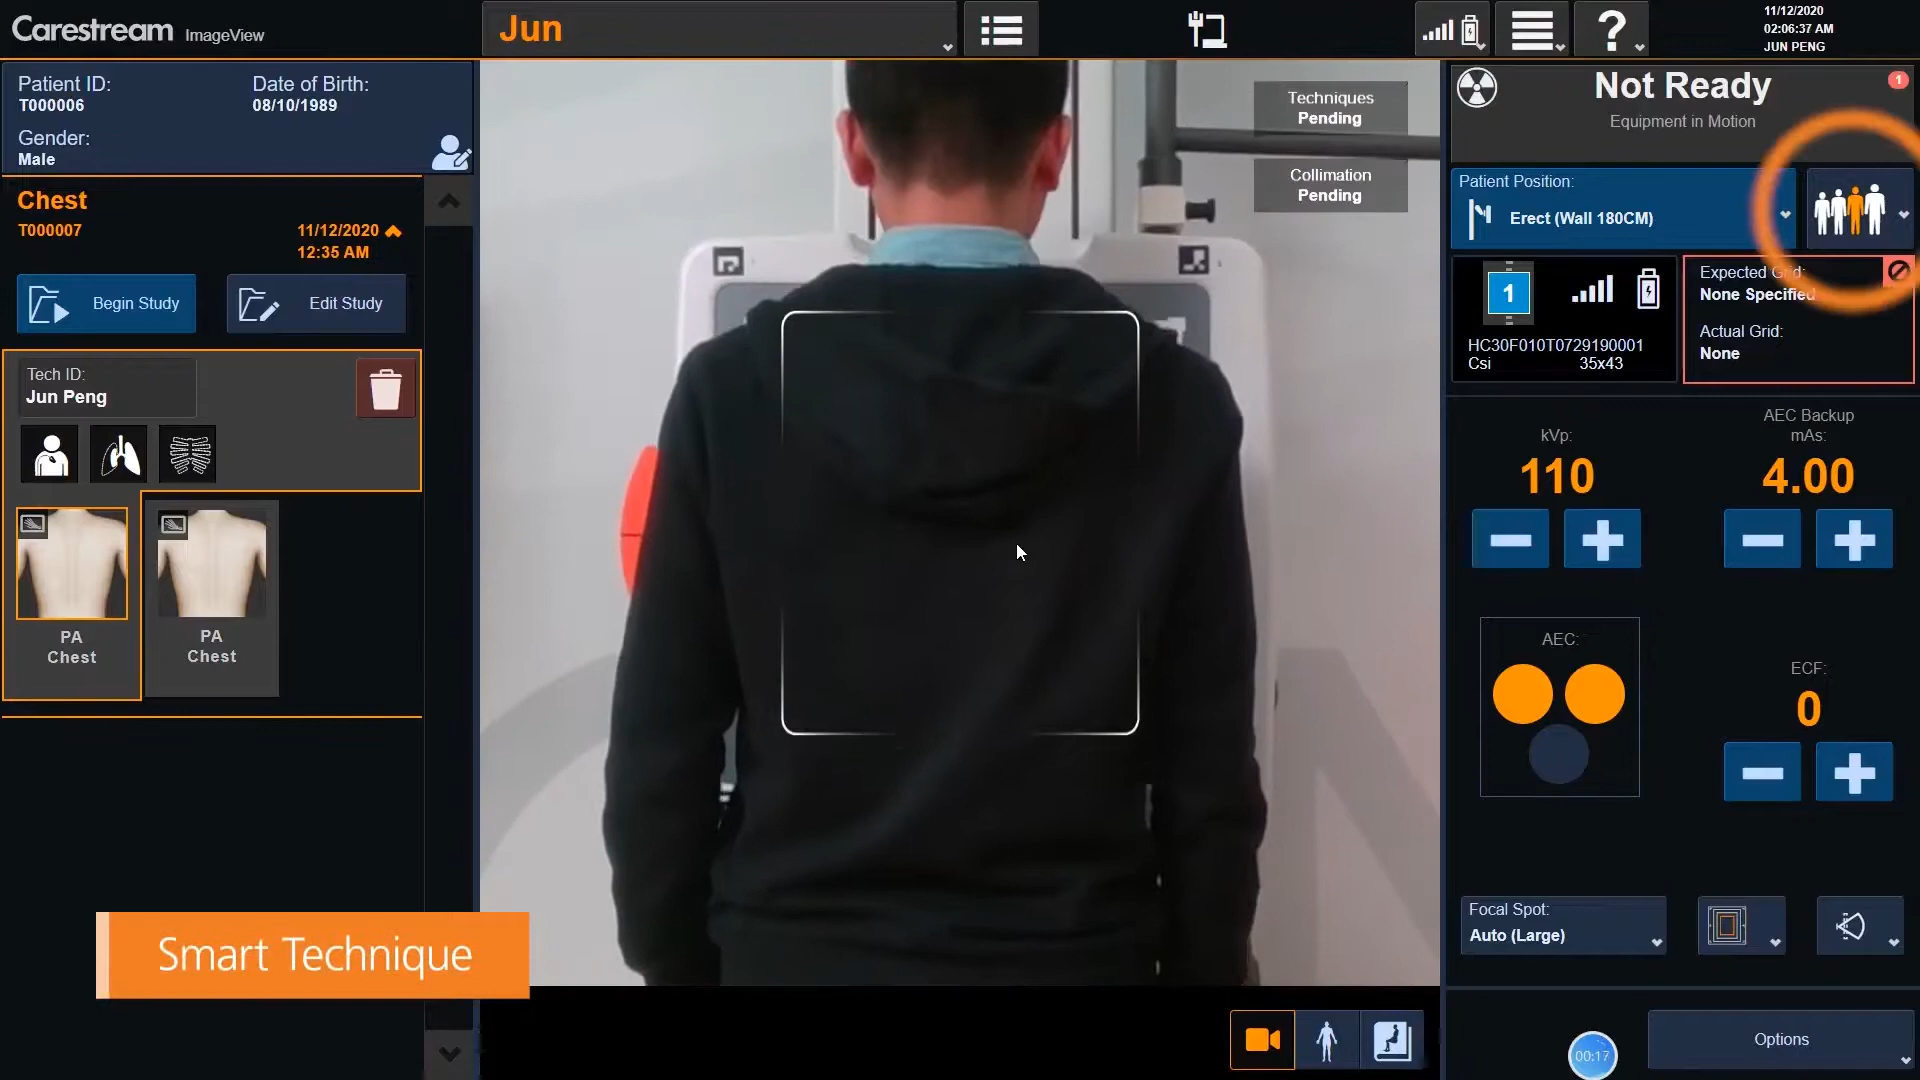 Carestream ImageView
Jun
?
11/12/2020
02:06:37 AM
JUN PENG
Patient ID:
T000006
Date of Birth:
08/10/1989
Gender:
Male
Chest
T000007
11/12/2020
12:35 AM
Begin Study
Edit Study
Tech ID:
Jun Peng
PA
Chest
PA
Chest
Smart Technique
Techniques
Pending
Collimation
Pending
Not Ready
1
Equipment in Motion
Patient Position:
Erect (Wall 180CM)
1
HC30F010T0729190001
Csi 35x43
Expected Grid:
None Specified
Actual Grid:
None
kVp:
110
AEC Backup
mAs:
4.00
AEC:
ECF:
0
Focal Spot:
Auto (Large)
00:17
Options